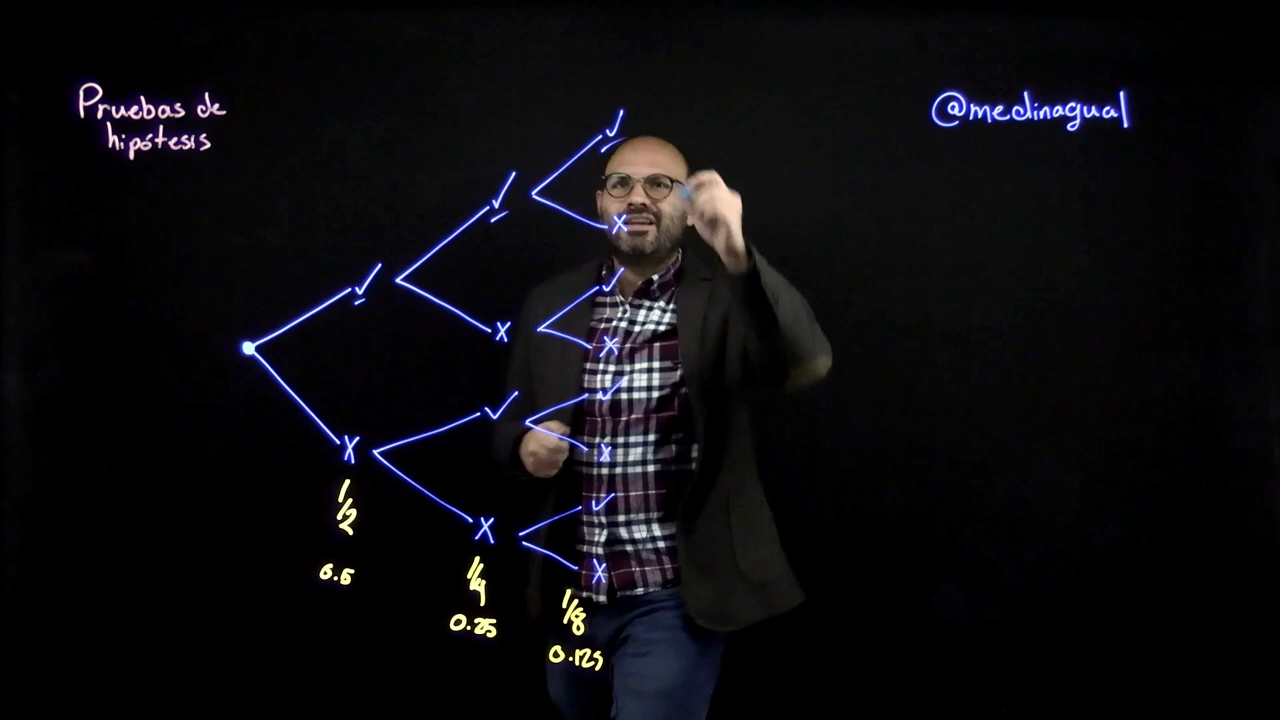 Pruebas de
hipótesis
@medinagual
✓
✓
X
✓
✓
X
X
✓
✓
X
X
✓
X
X
1/2
1/4
1/8
0.5
0.25
0.125